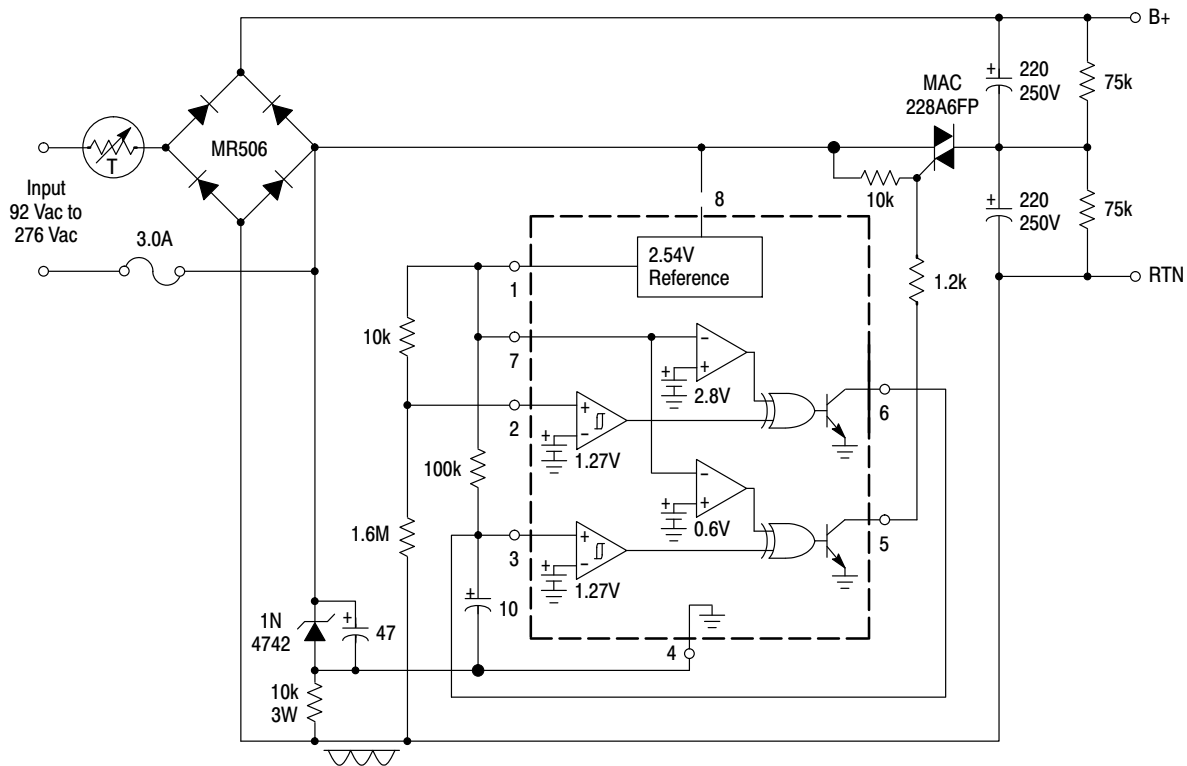 B+
220
250V
75k
MAC
228A6FP
MR506
T
Input
92 Vac to
276 Vac
3.0A
10k
8
2.54V
Reference
220
250V
75k
1.2k
RTN
1
10k
7
-
+
+
2.8V
6
2
+
-
+
1.27V
100k
-
+
+
0.6V
1.6M
3
+
-
+
1.27V
5
+
10
1N
4742
+
47
4
10k
3W
+
+